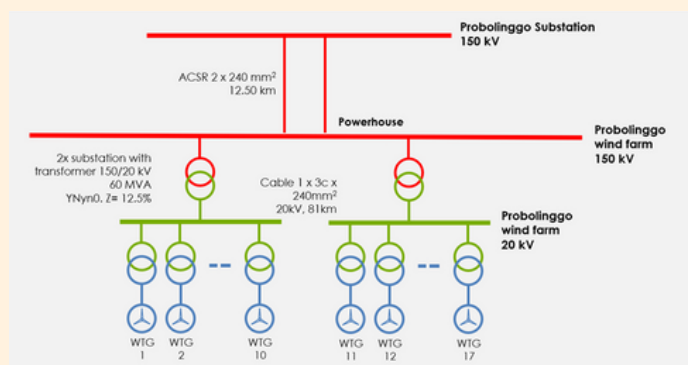 Probolinggo Substation
150 kV
ACSR 2 x 240 mm²
12.50 km
Powerhouse
Probolinggo
wind farm
150 kV
2x substation with
transformer 150/20 kV
60 MVA
YNyn0. Z= 12.5%
Cable 1 x 3c x
240mm²
20kV, 81km
Probolinggo
wind farm
20 kV
WTG
1
WTG
2
WTG
10
WTG
11
WTG
12
WTG
17